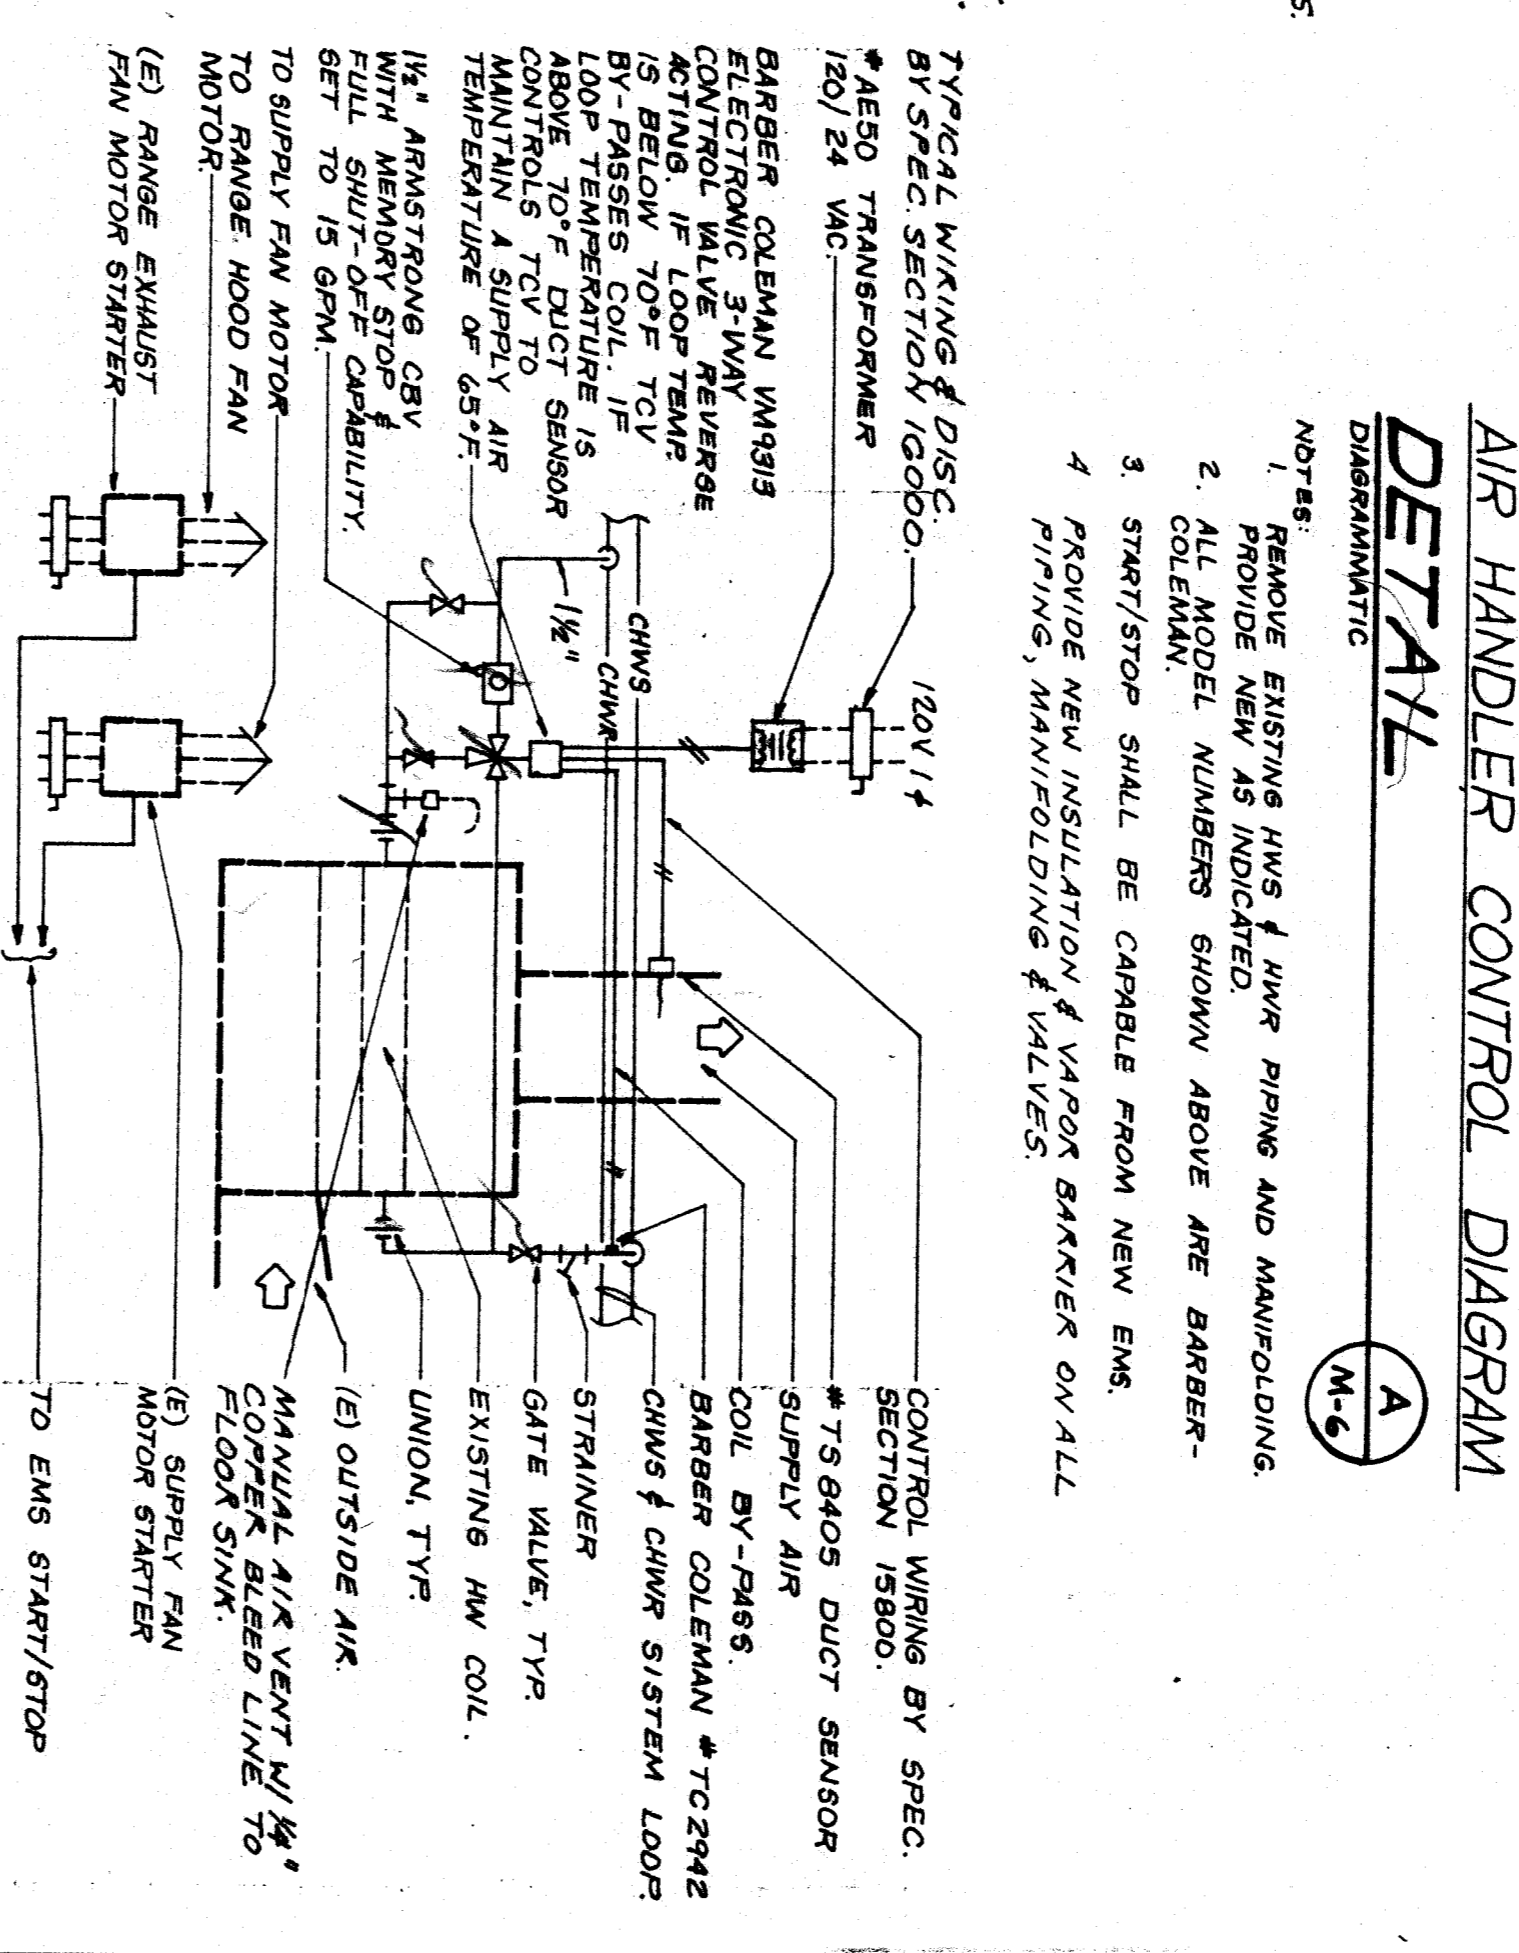 5.
AIR HANDLER CONTROL DIAGRAM
DETAIL
DIAGRAMMATIC
A
M-6
NOTES:
1. REMOVE EXISTING HWS & HWR PIPING AND MANIFOLDING.
PROVIDE NEW AS INDICATED.
2. ALL MODEL NUMBERS SHOWN ABOVE ARE BARBER-
COLEMAN.
3. START/STOP SHALL BE CAPABLE FROM NEW EMS.
4 PROVIDE NEW INSULATION & VAPOR BARRIER ON ALL
PIPING, MANIFOLDING & VALVES.
TYPICAL WIRING & DISC.
BY SPEC. SECTION 16000.
#AE50 TRANSFORMER
120/24 VAC.
BARBER COLEMAN VM9313
ELECTRONIC 3-WAY
CONTROL VALVE REVERSE
ACTING. IF LOOP TEMP.
IS BELOW 70°F TCV
BY-PASSES COIL. IF
LOOP TEMPERATURE IS
ABOVE 70°F DUCT SENSOR
CONTROLS TCV TO
MAINTAIN A SUPPLY AIR
TEMPERATURE OF 65°F.
1½" ARMSTRONG CBV
WITH MEMORY STOP &
FULL SHUT-OFF CAPABILITY.
SET TO 15 GPM.
TO SUPPLY FAN MOTOR
TO RANGE HOOD FAN
MOTOR.
(E) RANGE EXHAUST
FAN MOTOR STARTER
120V 1ϕ
CHWS
CHWR
1½"
CONTROL WIRING BY SPEC.
SECTION 15800.
#TS8405 DUCT SENSOR
SUPPLY AIR
COIL BY-PASS.
BARBER COLEMAN #TC2942
CHWS & CHWR SISTEM LOOP.
STRAINER
GATE VALVE, TYP.
EXISTING HW COIL.
UNION, TYP.
(E) OUTSIDE AIR.
MANUAL AIR VENT W/ ¼"
COPPER BLEED LINE TO
FLOOR SINK.
(E) SUPPLY FAN
MOTOR STARTER
TO EMS START/STOP